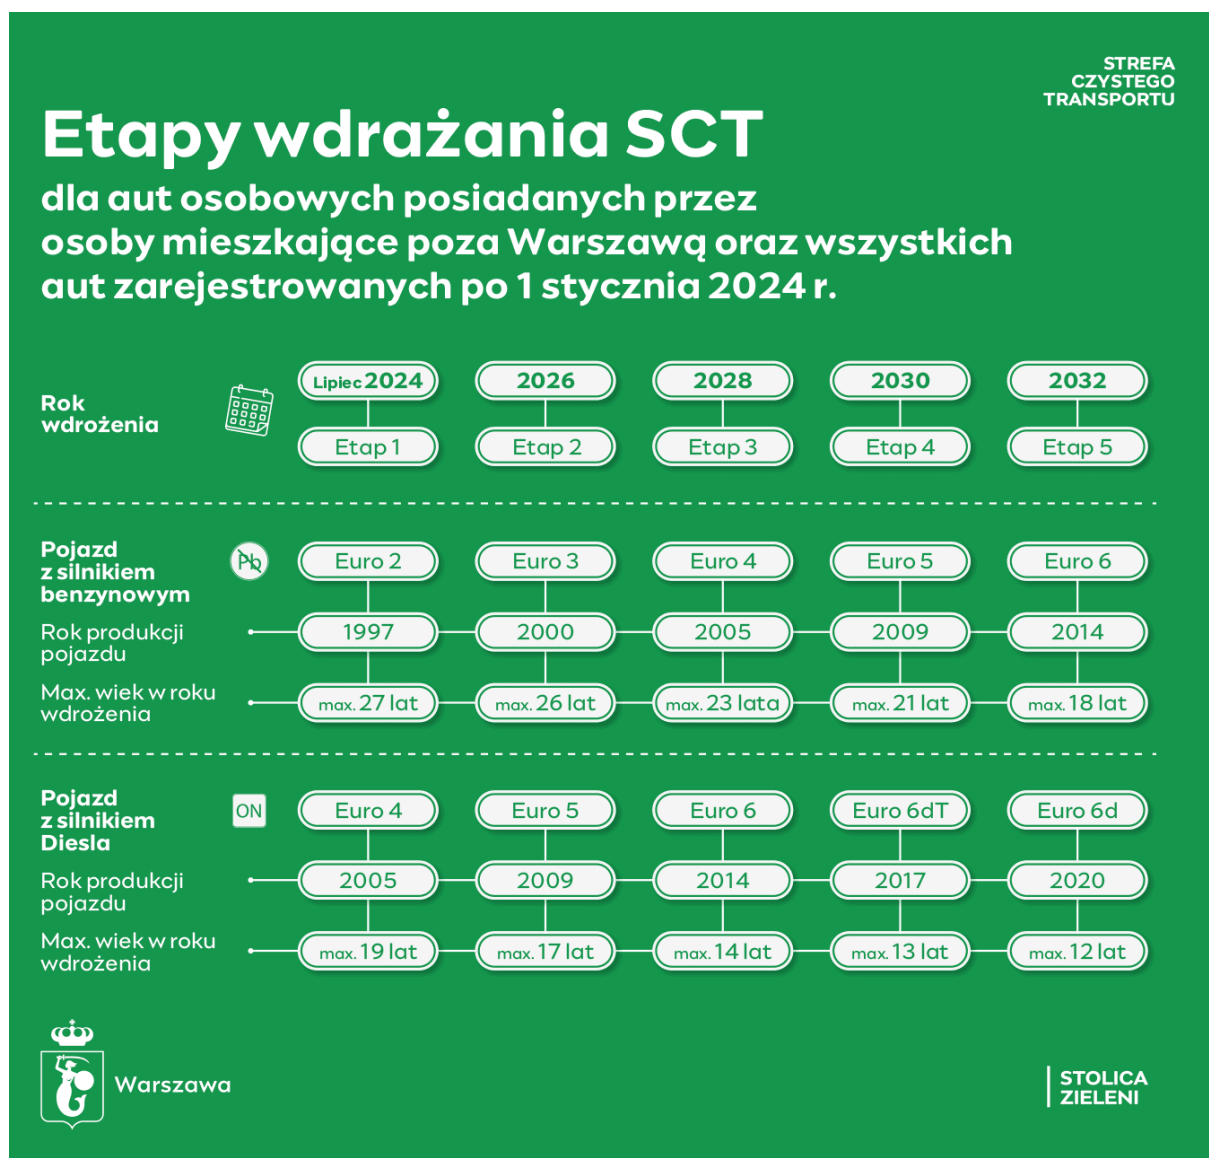 STREFA
CZYSTEGO
TRANSPORTU
Etapy wdrażania SCT
dla aut osobowych posiadanych przez
osoby mieszkające poza Warszawą oraz wszystkich
aut zarejestrowanych po 1 stycznia 2024 r.
Rok
wdrożenia
Lipiec 2024 2026 2028 2030 2032
Etap 1 Etap 2 Etap 3 Etap 4 Etap 5
Pojazd
z silnikiem
benzynowym
Pb Euro 2 Euro 3 Euro 4 Euro 5 Euro 6
Rok produkcji
pojazdu
1997 2000 2005 2009 2014
Max. wiek w roku
wdrożenia
max. 27 lat max. 26 lat max. 23 lata max. 21 lat max. 18 lat
Pojazd
z silnikiem
Diesla
ON Euro 4 Euro 5 Euro 6 Euro 6dT Euro 6d
Rok produkcji
pojazdu
2005 2009 2014 2017 2020
Max. wiek w roku
wdrożenia
max. 19 lat max. 17 lat max. 14 lat max. 13 lat max. 12 lat
Warszawa
STOLICA
ZIELENI